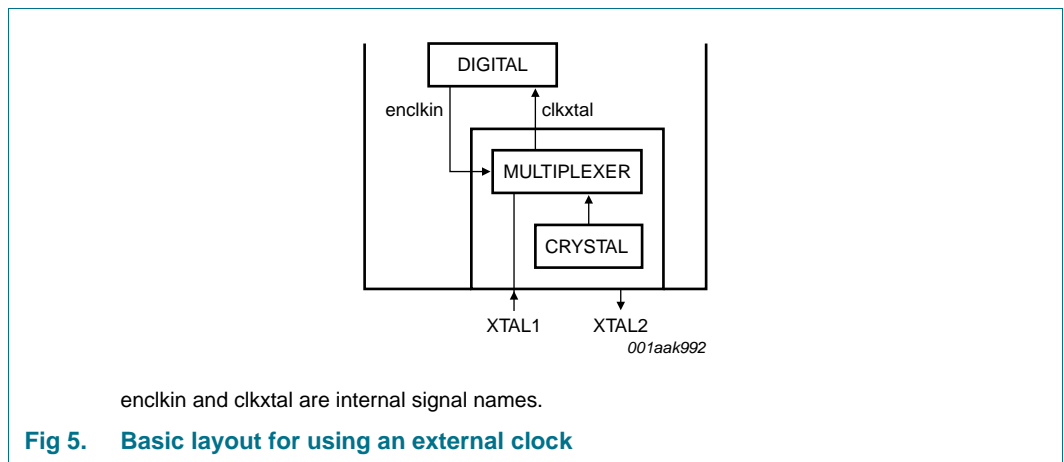 DIGITAL
enclkin
clkxtal
MULTIPLEXER
CRYSTAL
XTAL1
XTAL2
001aak992
enclkin and clkxtal are internal signal names.
Fig 5. Basic layout for using an external clock